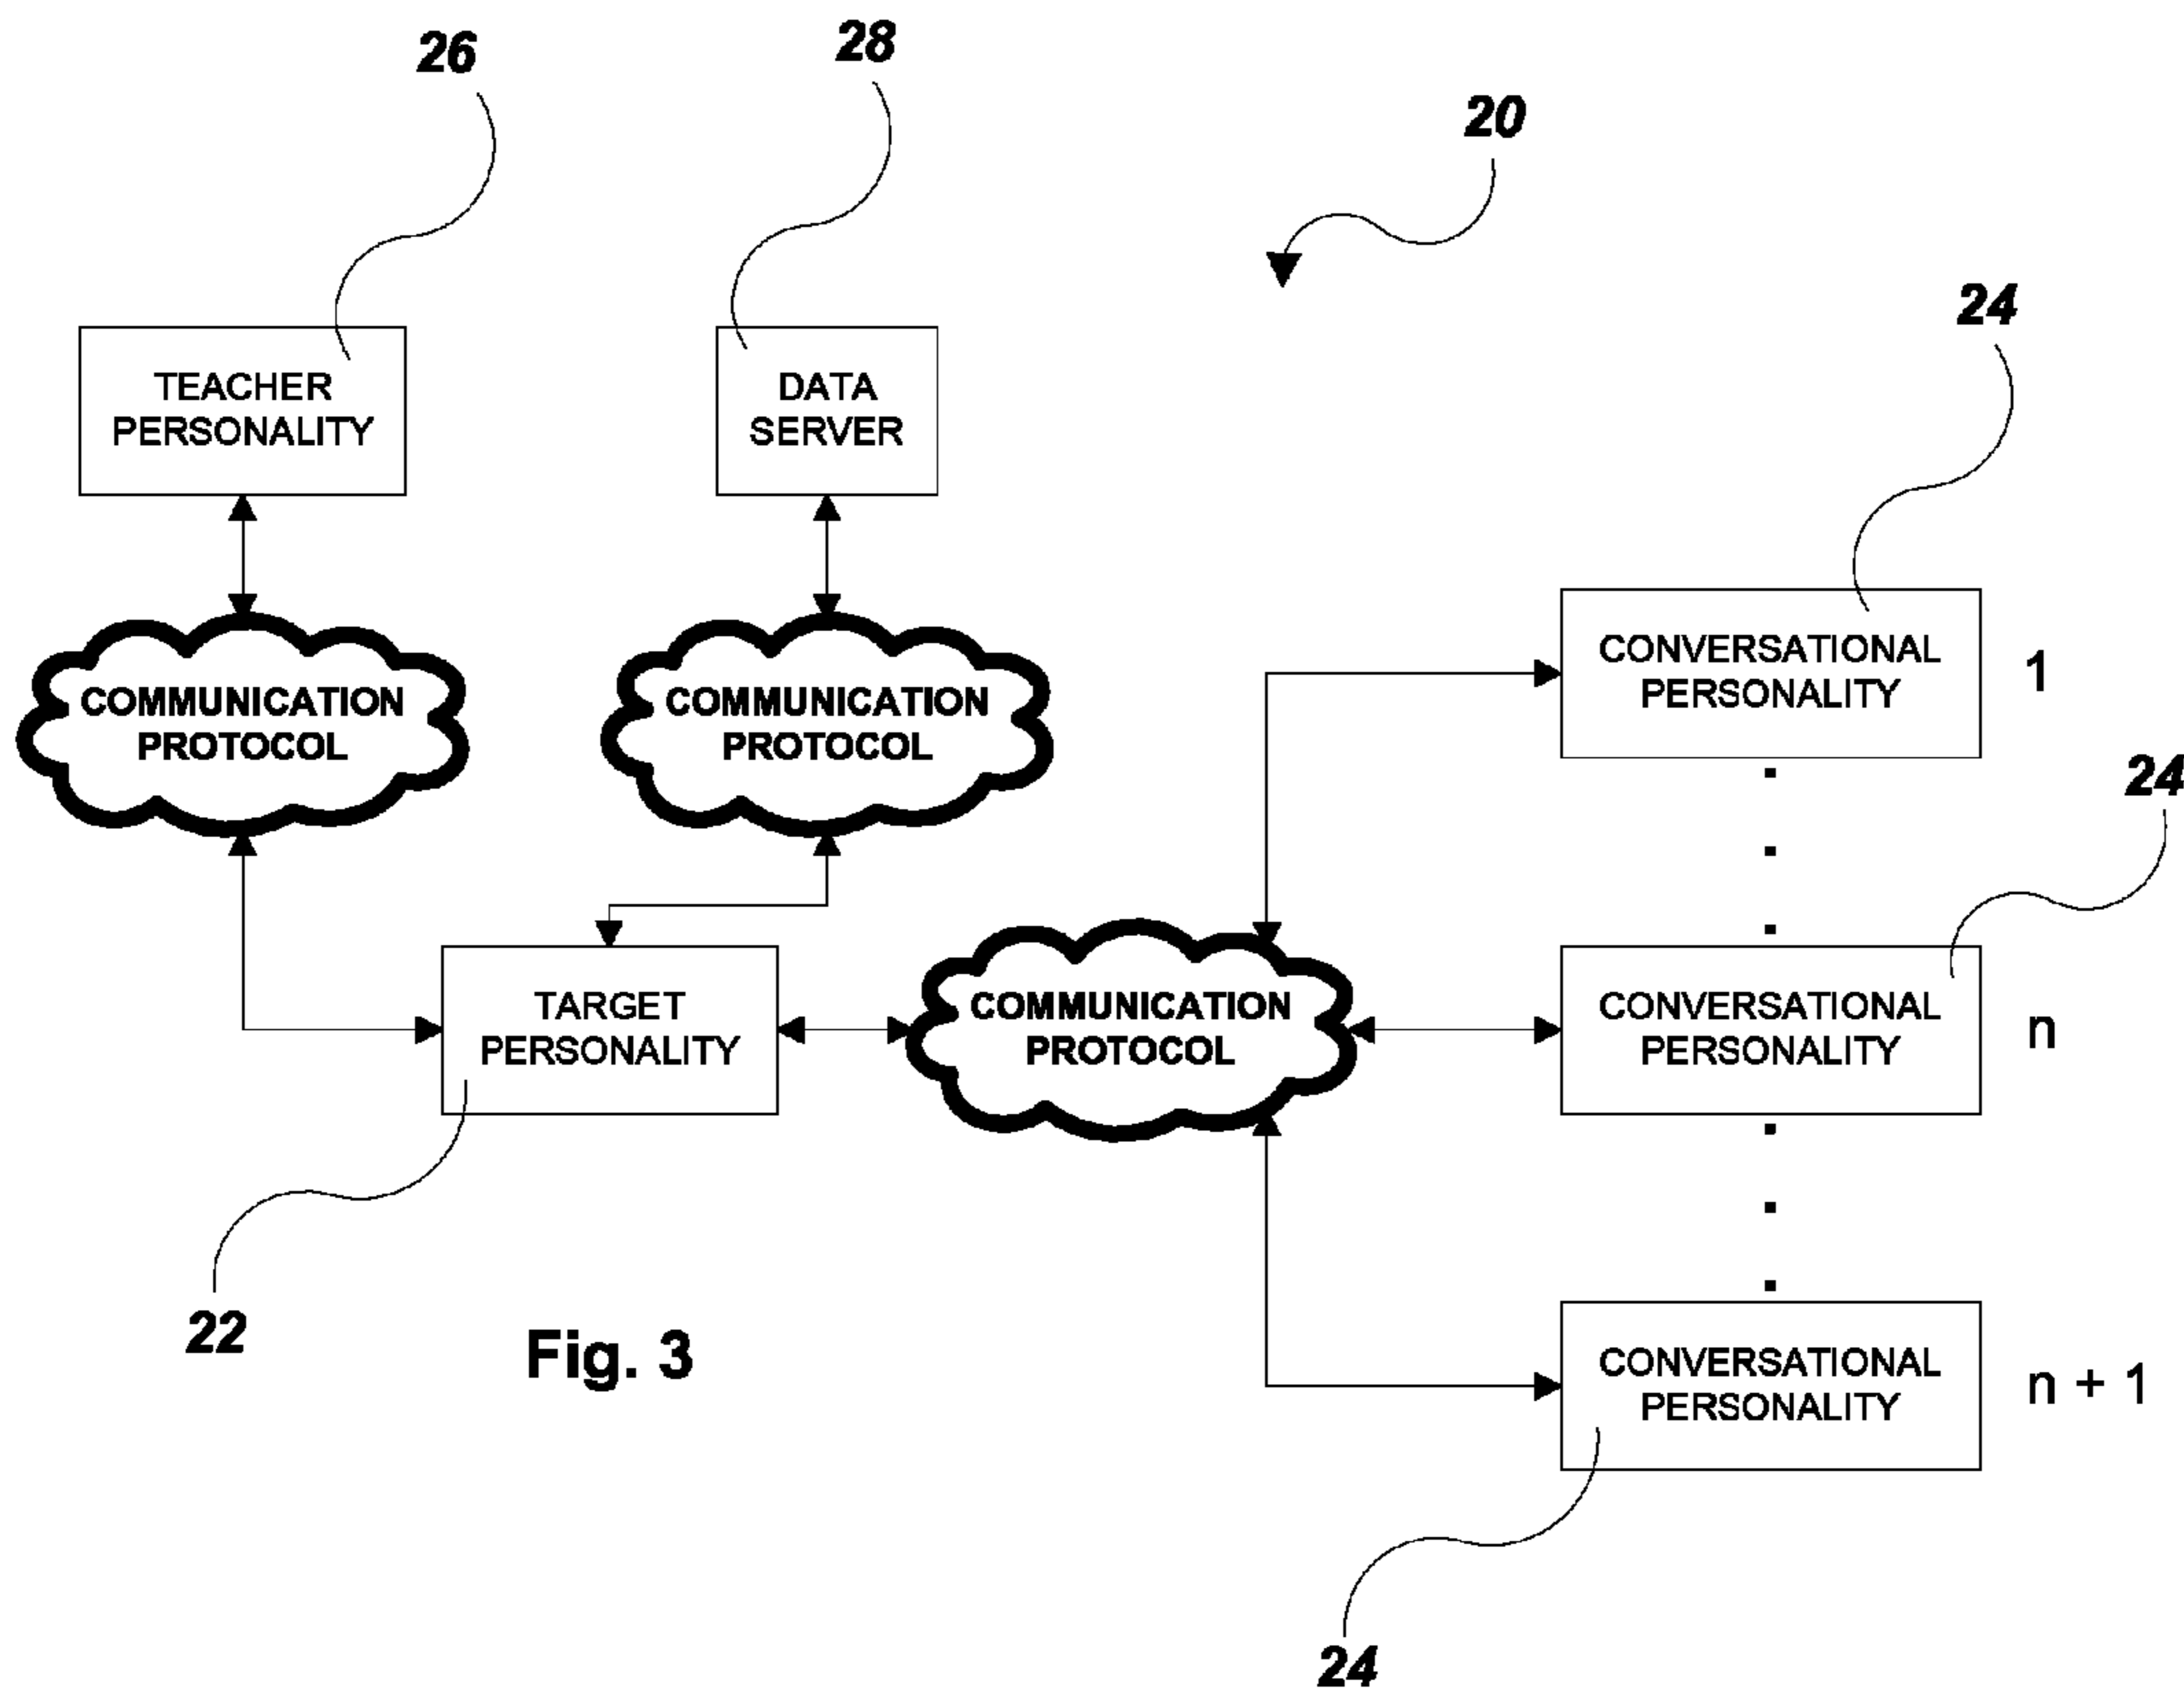 26
28
20
24
TEACHER
PERSONALITY
DATA
SERVER
CONVERSATIONAL
PERSONALITY
1
COMMUNICATION
PROTOCOL
COMMUNICATION
PROTOCOL
24
TARGET
PERSONALITY
COMMUNICATION
PROTOCOL
CONVERSATIONAL
PERSONALITY
n
22
Fig. 3
CONVERSATIONAL
PERSONALITY
n + 1
24